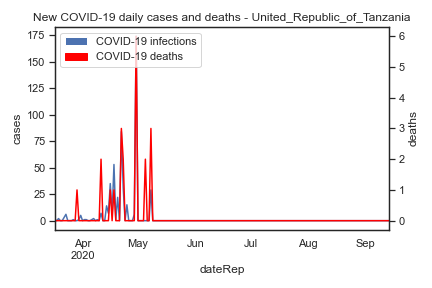 New COVID-19 daily cases and deaths - United_Republic_of_Tanzania
COVID-19 infections
COVID-19 deaths
175
150
125
100
75
50
25
0
cases
6
5
4
3
2
1
0
deaths
Apr
2020
May
Jun
Jul
Aug
Sep
dateRep